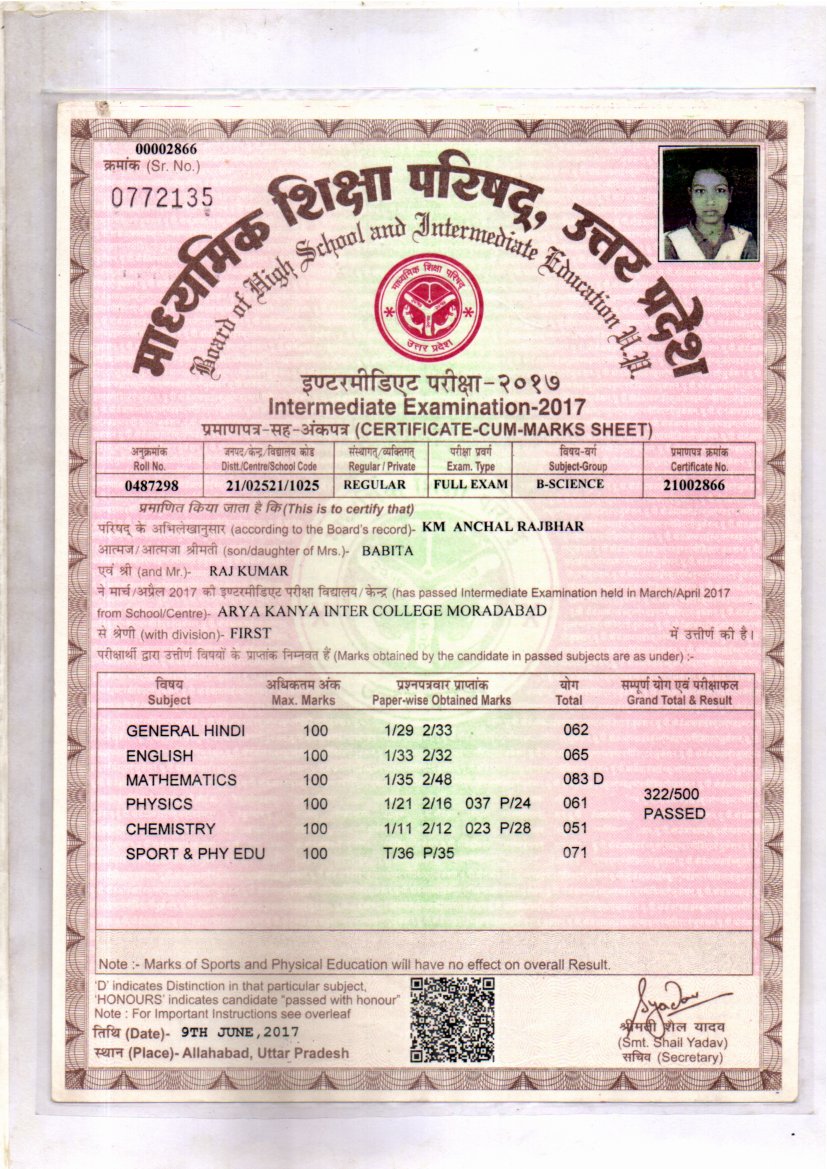 00002866
क्रमांक (Sr. No.)
0772135
माध्यमिक शिक्षा परिषद्, उत्तर प्रदेश
Board of High School and Intermediate Education U.P.
माध्यमिक शिक्षा परिषद्
उत्तर प्रदेश
इण्टरमीडिएट परीक्षा-२०१७
Intermediate Examination-2017
प्रमाणपत्र-सह-अंकपत्र (CERTIFICATE-CUM-MARKS SHEET)
अनुक्रमांक जनपद/केन्द्र/विद्यालय कोड संस्थागत्/व्यक्तिगत् परीक्षा प्रवर्ग विषय-वर्ग प्रमाणपत्र क्रमांक
Roll No. Distt./Centre/School Code Regular / Private Exam. Type Subject-Group Certificate No.
0487298 21/02521/1025 REGULAR FULL EXAM B-SCIENCE 21002866
प्रमाणित किया जाता है कि (This is to certify that)
परिषद् के अभिलेखानुसार (according to the Board's record)- KM ANCHAL RAJBHAR
आत्मज/आत्मजा श्रीमती (son/daughter of Mrs.)- BABITA
एवं श्री (and Mr.)- RAJ KUMAR
ने मार्च/अप्रैल 2017 को इण्टरमीडिएट परीक्षा विद्यालय/केन्द्र (has passed Intermediate Examination held in March/April 2017
from School/Centre)- ARYA KANYA INTER COLLEGE MORADABAD
से श्रेणी (with division)- FIRST में उत्तीर्ण की है।
परीक्षार्थी द्वारा उत्तीर्ण विषयों के प्राप्तांक निम्नवत हैं (Marks obtained by the candidate in passed subjects are as under) :-
विषय अधिकतम अंक प्रश्नपत्रवार प्राप्तांक योग सम्पूर्ण योग एवं परीक्षाफल
Subject Max. Marks Paper-wise Obtained Marks Total Grand Total & Result
GENERAL HINDI 100 1/29 2/33 062
ENGLISH 100 1/33 2/32 065
MATHEMATICS 100 1/35 2/48 083 D
322/500
PHYSICS 100 1/21 2/16 037 P/24 061
PASSED
CHEMISTRY 100 1/11 2/12 023 P/28 051
SPORT & PHY EDU 100 T/36 P/35 071
Note :- Marks of Sports and Physical Education will have no effect on overall Result.
'D' indicates Distinction in that particular subject,
'HONOURS' indicates candidate "passed with honour"
Note : For Important Instructions see overleaf
तिथि (Date)- 9TH JUNE,2017
स्थान (Place)- Allahabad, Uttar Pradesh
Syadav
श्रीमती शैल यादव
(Smt. Shail Yadav)
सचिव (Secretary)